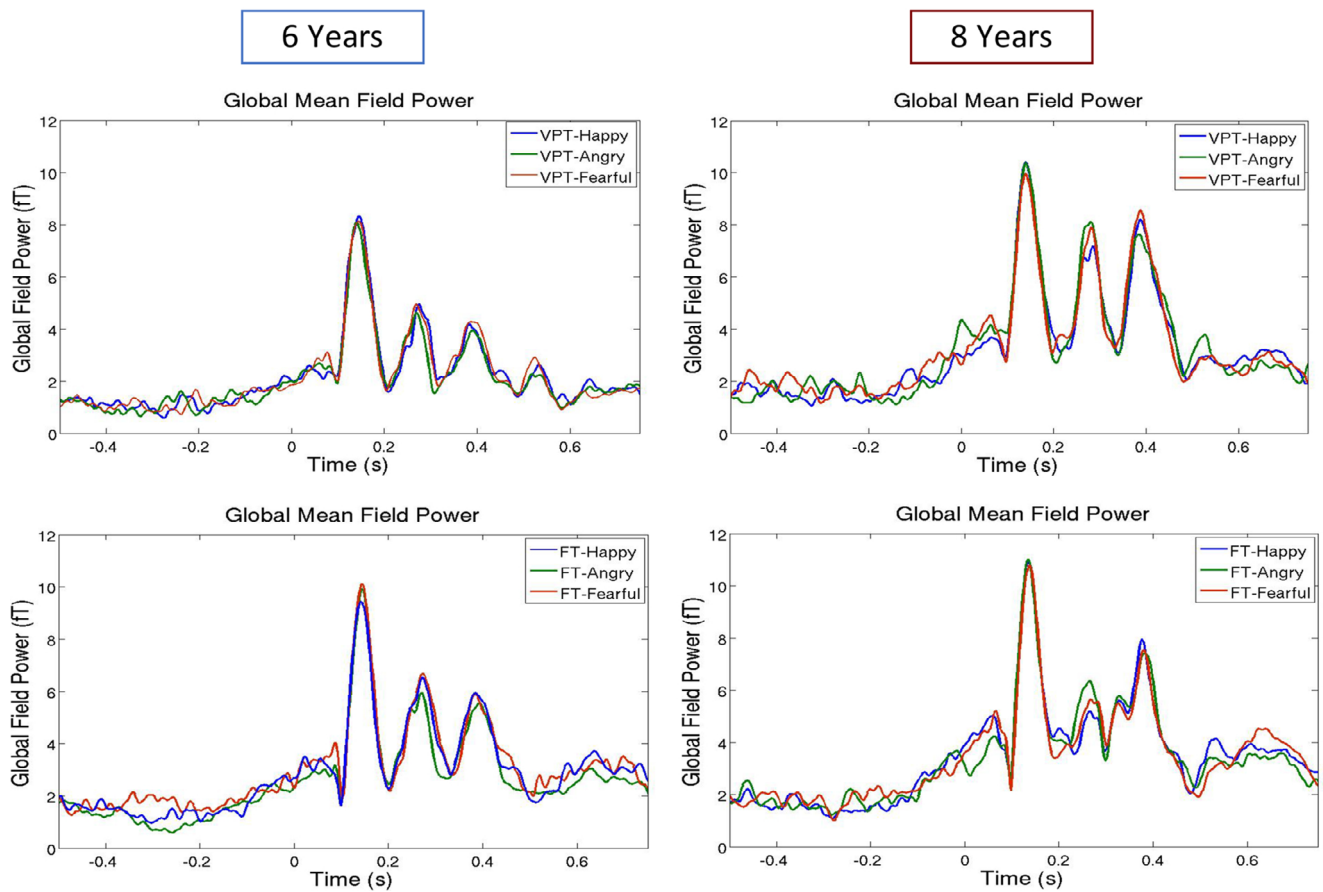 6 Years
8 Years
Global Mean Field Power
12
10
8
6
4
2
0
Global Field Power (fT)
VPT-Happy
VPT-Angry
VPT-Fearful
-0.4
-0.2
0
0.2
0.4
0.6
Time (s)
Global Mean Field Power
12
10
8
6
4
2
0
Global Field Power (fT)
VPT-Happy
VPT-Angry
VPT-Fearful
-0.4
-0.2
0
0.2
0.4
0.6
Time (s)
Global Mean Field Power
12
10
8
6
4
2
0
Global Field Power (fT)
FT-Happy
FT-Angry
FT-Fearful
-0.4
-0.2
0
0.2
0.4
0.6
Time (s)
Global Mean Field Power
12
10
8
6
4
2
0
Global Field Power (fT)
FT-Happy
FT-Angry
FT-Fearful
-0.4
-0.2
0
0.2
0.4
0.6
Time (s)